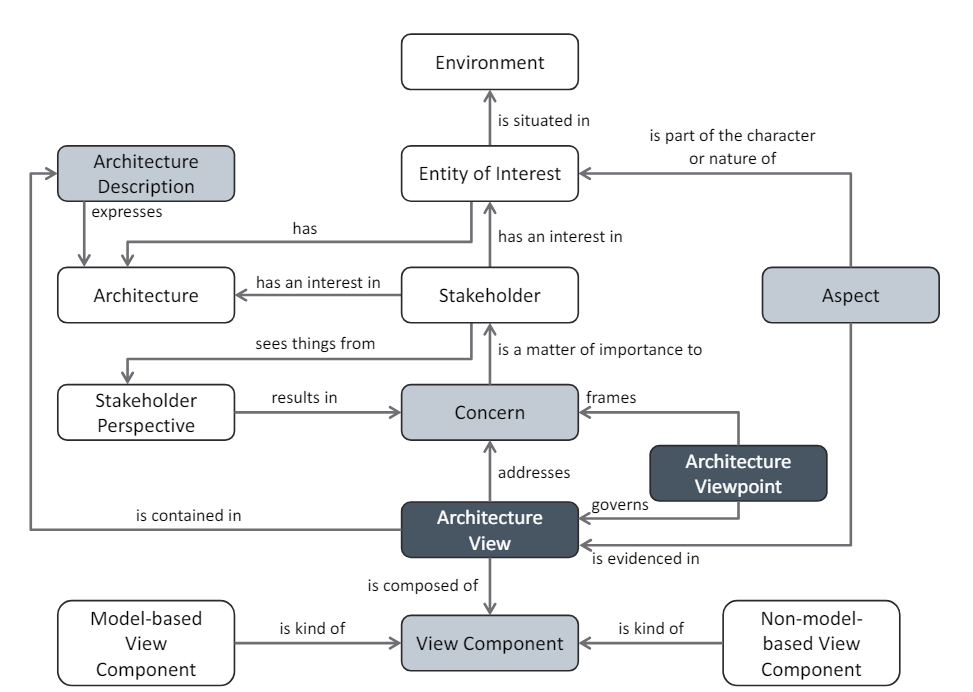 Environment
is situated in
is part of the character
or nature of
Architecture
Description
Entity of Interest
expresses
has
has an interest in
Architecture
has an interest in
Stakeholder
Aspect
sees things from
is a matter of importance to
Stakeholder
Perspective
results in
Concern
frames
Architecture
Viewpoint
addresses
governs
is contained in
Architecture
View
is evidenced in
is composed of
Model-based
View
Component
is kind of
View Component
is kind of
Non-model-
based View
Component